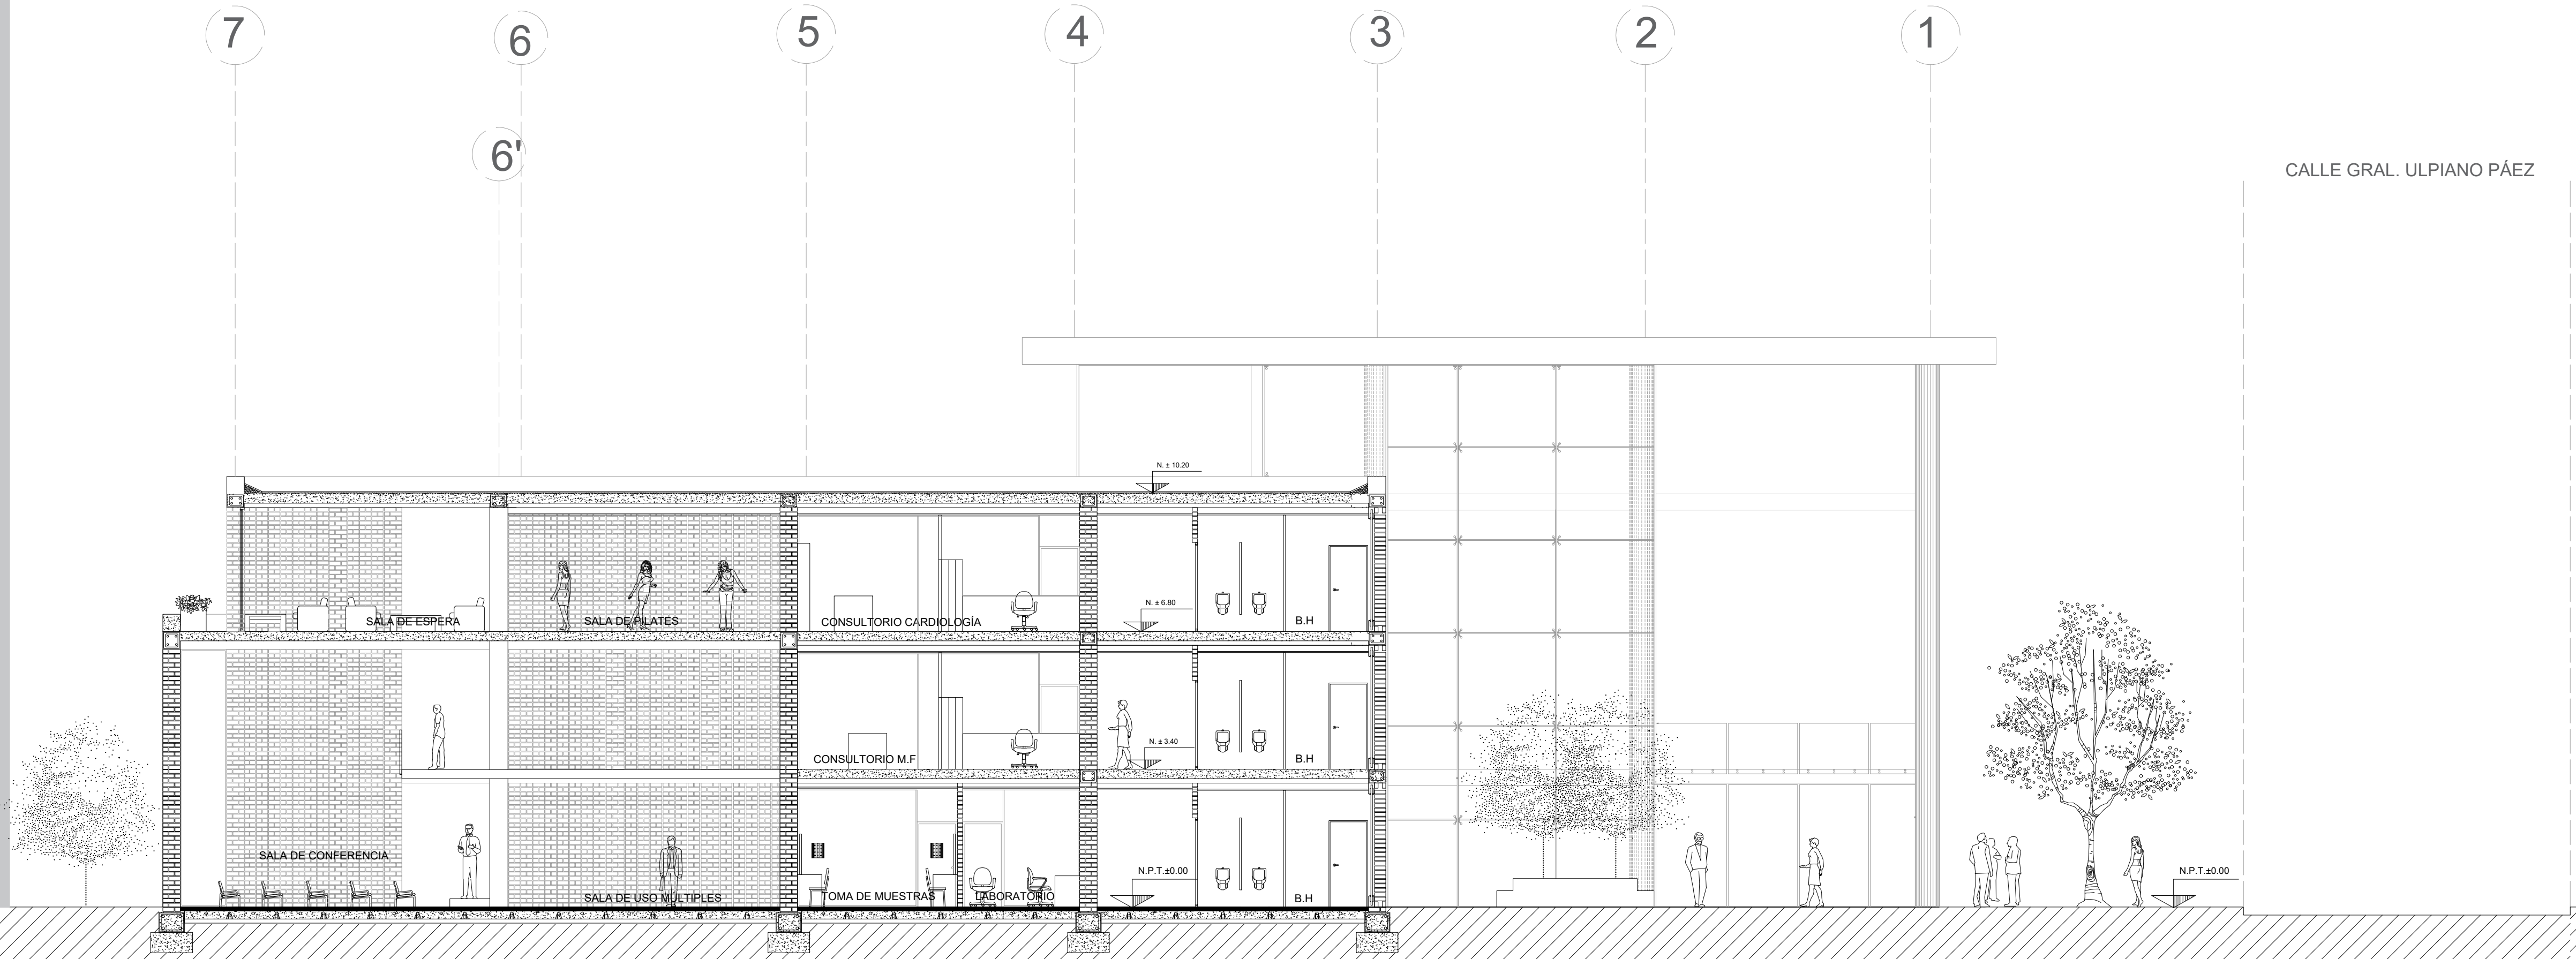 7
6
5
4
3
2
1
6'
CALLE GRAL. ULPIANO PÁEZ
N. ± 10.20
N. ± 6.80
SALA DE ESPERA
SALA DE PILATES
CONSULTORIO CARDIOLOGÍA
B.H
N. ± 3.40
CONSULTORIO M.F
B.H
SALA DE CONFERENCIA
N.P.T.±0.00
N.P.T.±0.00
SALA DE USO MÚLTIPLES
TOMA DE MUESTRAS
LABORATORIO
B.H